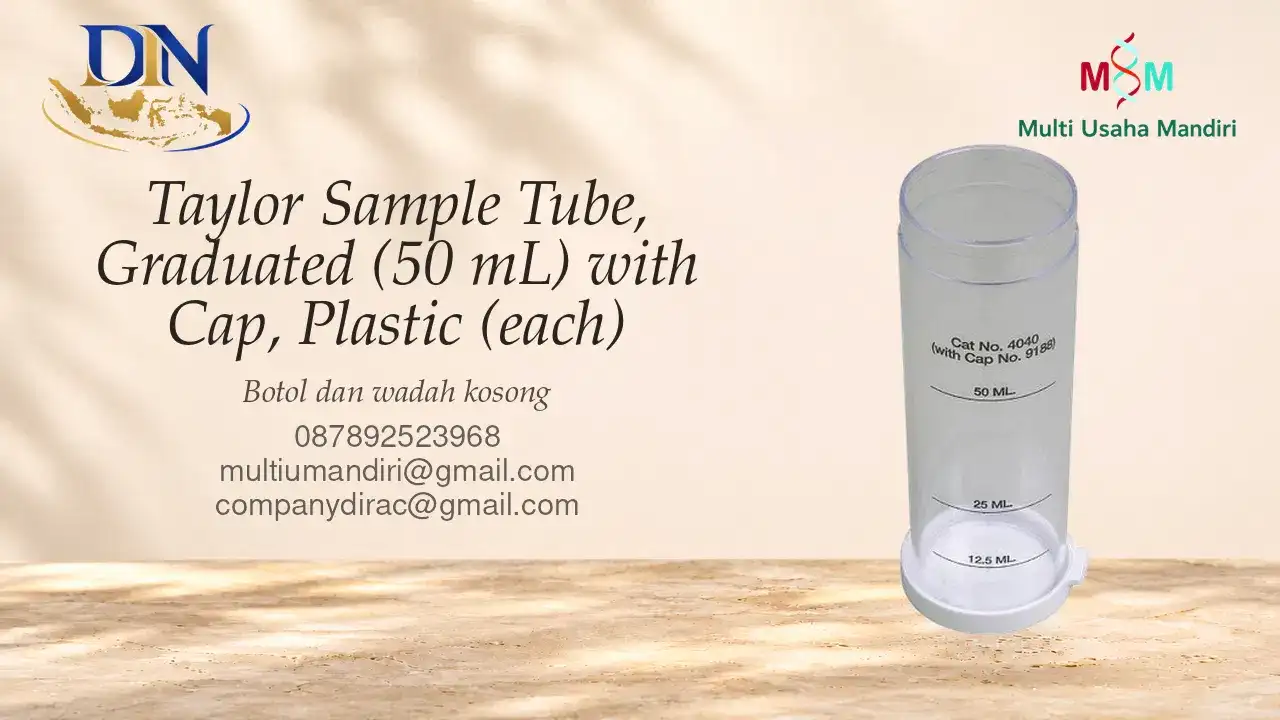 DIN
M M
Multi Usaha Mandiri
Taylor Sample Tube,
Graduated (50 mL) with
Cap, Plastic (each)
Botol dan wadah kosong
087892523968
multiumandiri@gmail.com
companydirac@gmail.com
Cat No. 4040
(with Cap No. 9188)
50 ML.
25 ML.
12.5 ML.